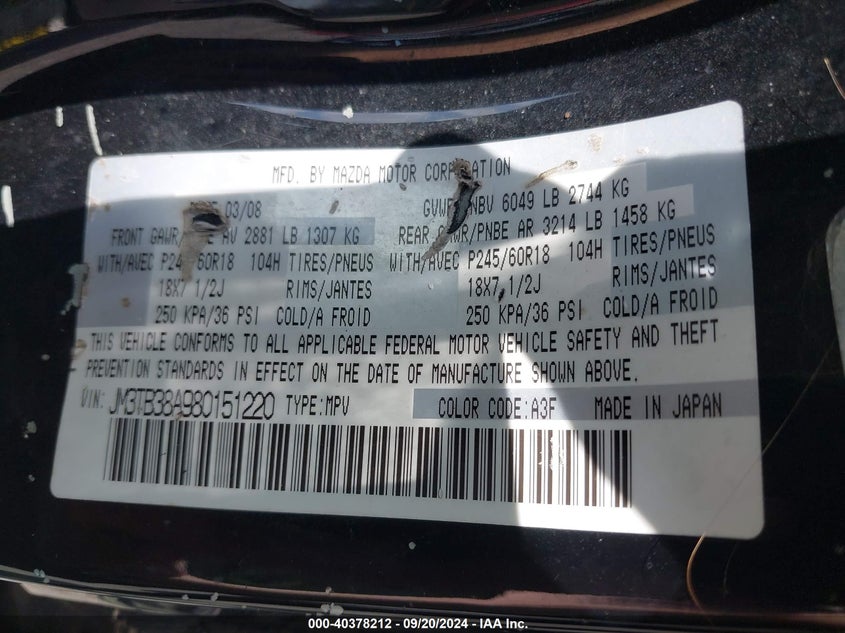 MFD. BY MAZDA MOTOR CORPORATION
03/08 GVWR/ NBV 6049 LB 2744 KG
FRONT GAWR/ AV 2881 LB 1307 KG REAR GAWR/PNBE AR 3214 LB 1458 KG
WITH/AVEC P245/60R18 104H TIRES/PNEUS WITH/AVEC P245/60R18 104H TIRES/PNEUS
18X7 1/2J RIMS/JANTES 18X7 1/2J RIMS/JANTES
250 KPA/36 PSI COLD/A FROID 250 KPA/36 PSI COLD/A FROID
THIS VEHICLE CONFORMS TO ALL APPLICABLE FEDERAL MOTOR VEHICLE SAFETY AND THEFT
PREVENTION STANDARDS IN EFFECT ON THE DATE OF MANUFACTURE SHOWN ABOVE.
VIN: JM3TB38A980151220 TYPE:MPV COLOR CODE:A3F MADE IN JAPAN
000-40378212 - 09/20/2024 - IAA Inc.